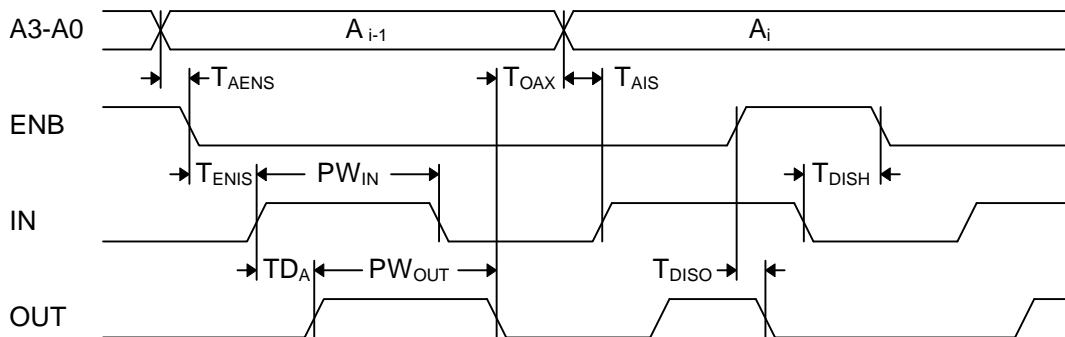 A3-A0 A i-1 Ai
TAENS TOAX TAIS
ENB
TENIS PWIN TDISH
IN
TDA PWOUT TDISO
OUT